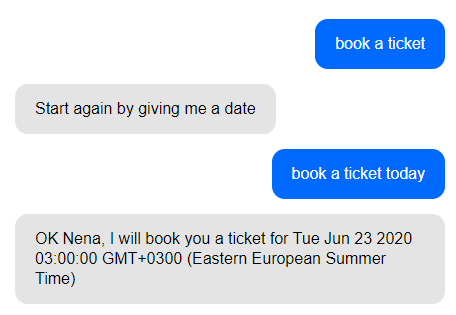 book a ticket
Start again by giving me a date
book a ticket today
OK Nena, I will book you a ticket for Tue Jun 23 2020
03:00:00 GMT+0300 (Eastern European Summer
Time)